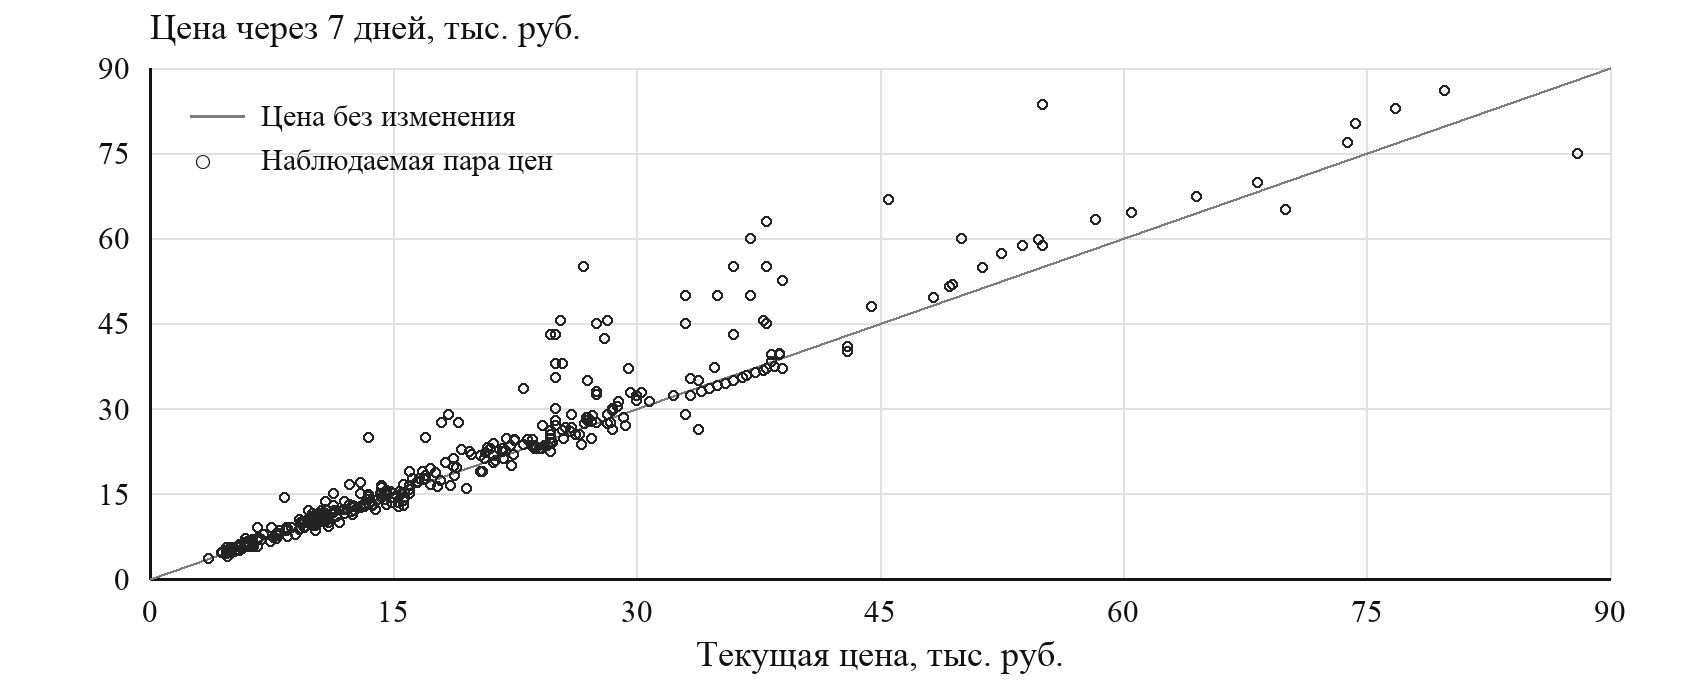 Цена через 7 дней, тыс. руб.
90
Цена без изменения
75
Наблюдаемая пара цен
60
45
30
15
0
0 15 30 45 60 75 90
Текущая цена, тыс. руб.